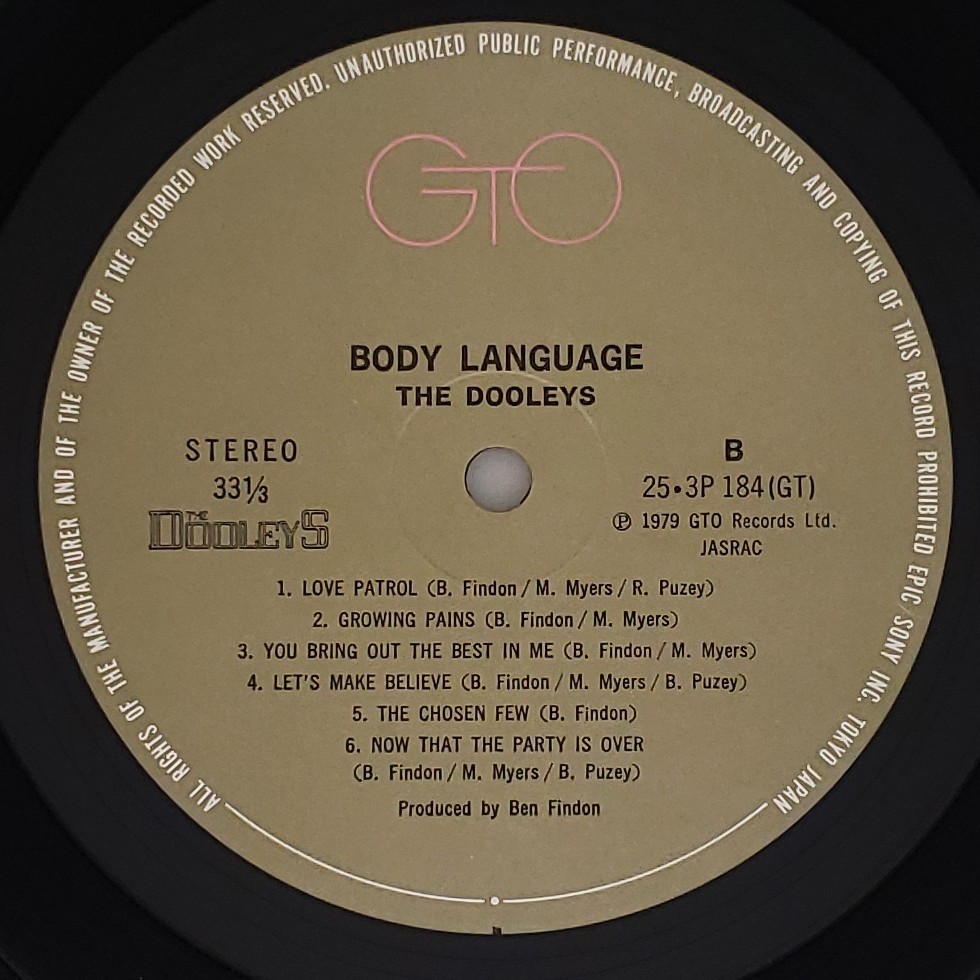 ALL RIGHTS OF THE MANUFACTURER AND OF THE OWNER OF THE RECORDED WORK RESERVED. UNAUTHORIZED PUBLIC PERFORMANCE, BROADCASTING AND COPYING OF THIS RECORD PROHIBITED EPIC/SONY INC. TOKYO JAPAN
GTO
BODY LANGUAGE
THE DOOLEYS
STEREO
33⅓
THE DOOLEYS
B
25•3P 184(GT)
Ⓟ 1979 GTO Records Ltd.
JASRAC
1. LOVE PATROL (B. Findon/M. Myers/R. Puzey)
2. GROWING PAINS (B. Findon/M. Myers)
3. YOU BRING OUT THE BEST IN ME (B. Findon/M. Myers)
4. LET'S MAKE BELIEVE (B. Findon/M. Myers/B. Puzey)
5. THE CHOSEN FEW (B. Findon)
6. NOW THAT THE PARTY IS OVER
(B. Findon/M. Myers/B. Puzey)
Produced by Ben Findon